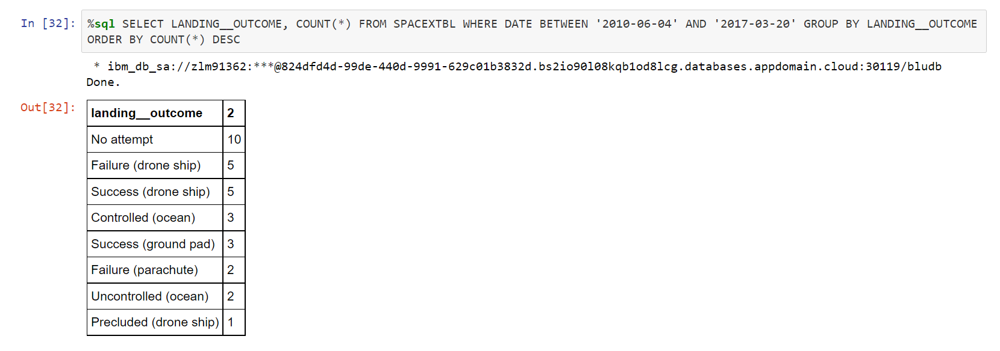 In [32]: %sql SELECT LANDING__OUTCOME, COUNT(*) FROM SPACEXTBL WHERE DATE BETWEEN '2010-06-04' AND '2017-03-20' GROUP BY LANDING__OUTCOME
ORDER BY COUNT(*) DESC
* ibm_db_sa://zlm91362:***@824dfd4d-99de-440d-9991-629c01b3832d.bs2io90l08kqb1od8lcg.databases.appdomain.cloud:30119/bludb
Done.
Out[32]:
landing__outcome 2
No attempt 10
Failure (drone ship) 5
Success (drone ship) 5
Controlled (ocean) 3
Success (ground pad) 3
Failure (parachute) 2
Uncontrolled (ocean) 2
Precluded (drone ship) 1